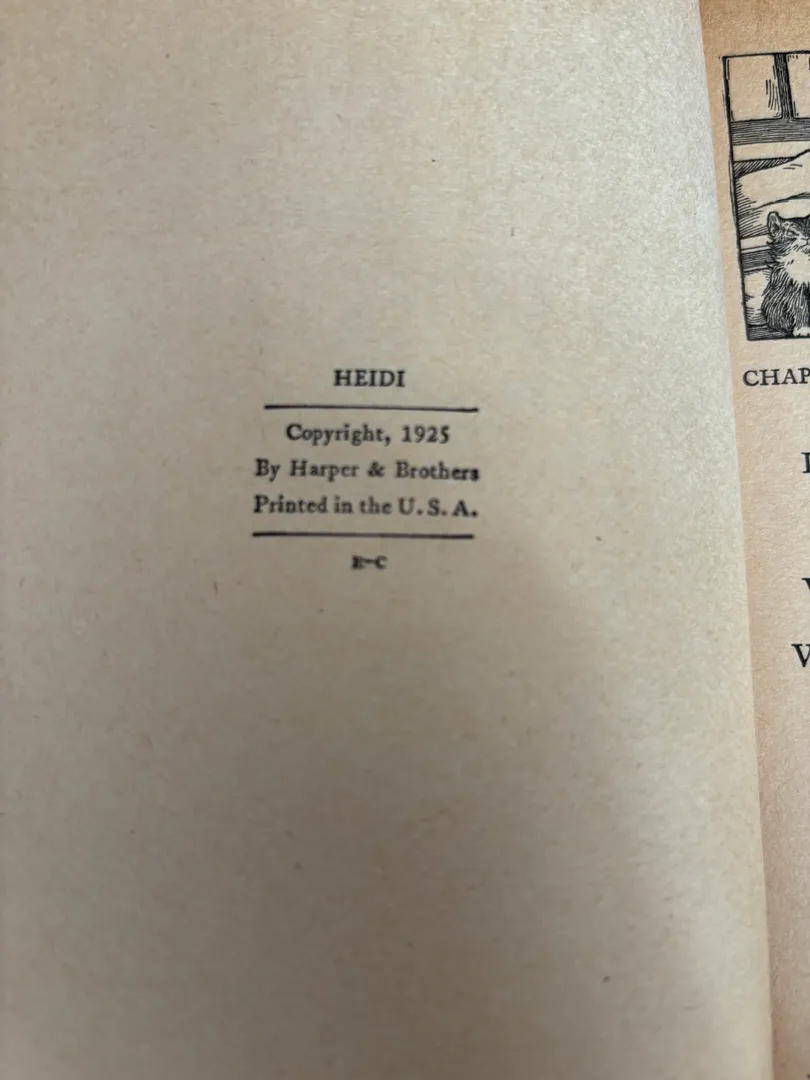 HEIDI
Copyright, 1925
By Harper & Brothers
Printed in the U. S. A.
CHAP